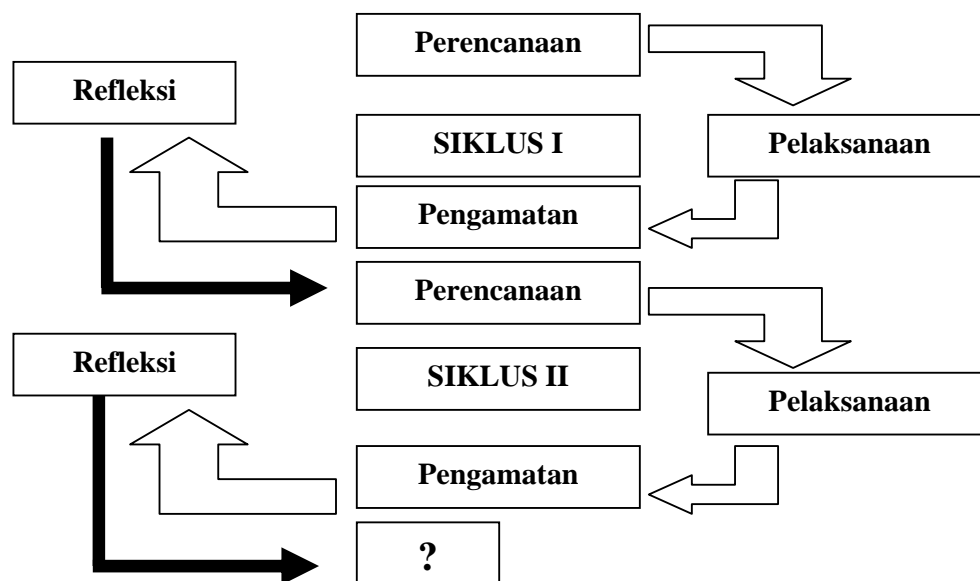 Perencanaan
Refleksi
SIKLUS I
Pelaksanaan
Pengamatan
Perencanaan
Refleksi
SIKLUS II
Pelaksanaan
Pengamatan
?